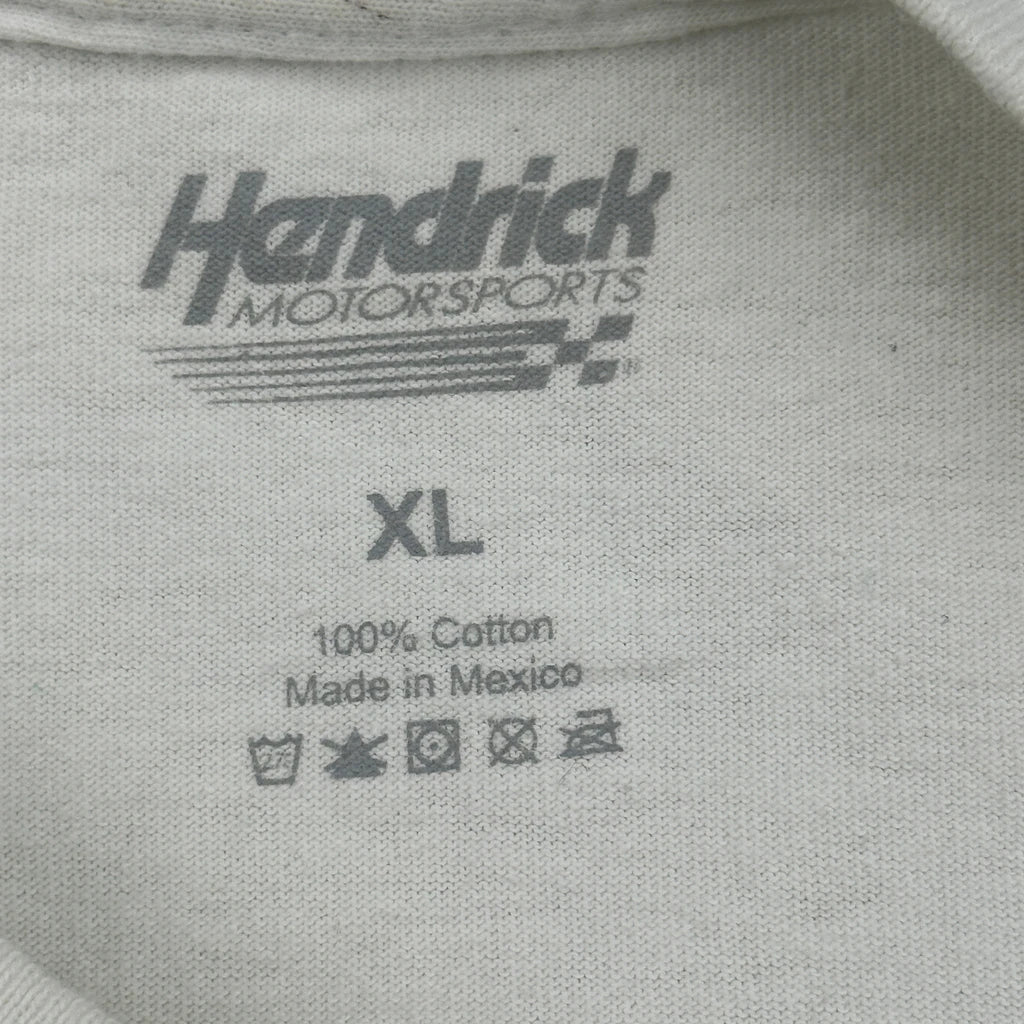 Hendrick
MOTORSPORTS
XL
100% Cotton
Made in Mexico